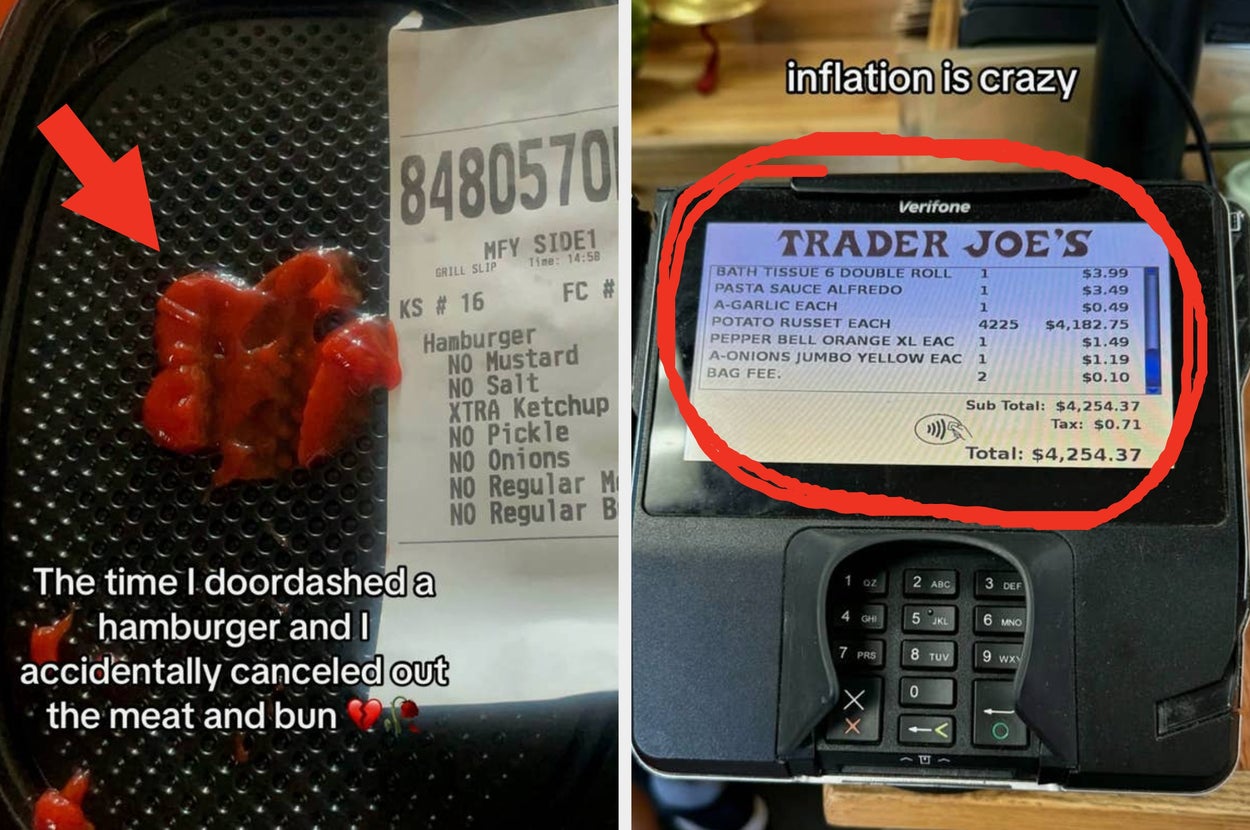 8480570
MFY SIDE1
GRILL SLIP Time: 14:58
KS # 16 FC #
Hamburger
NO Mustard
NO Salt
XTRA Ketchup
NO Pickle
NO Onions
NO Regular M
NO Regular B
The time I doordashed a
hamburger and I
accidentally canceled out
the meat and bun 💔🥀
inflation is crazy
Verifone
TRADER JOE'S
BATH TISSUE 6 DOUBLE ROLL 1 $3.99
PASTA SAUCE ALFREDO 1 $3.49
A-GARLIC EACH 1 $0.49
POTATO RUSSET EACH 4225 $4,182.75
PEPPER BELL ORANGE XL EAC 1 $1.49
A-ONIONS JUMBO YELLOW EAC 1 $1.19
BAG FEE. 2 $0.10
Sub Total: $4,254.37
Tax: $0.71
Total: $4,254.37
1 QZ 2 ABC 3 DEF
4 GHI 5 JKL 6 MNO
7 PRS 8 TUV 9 WXY
0